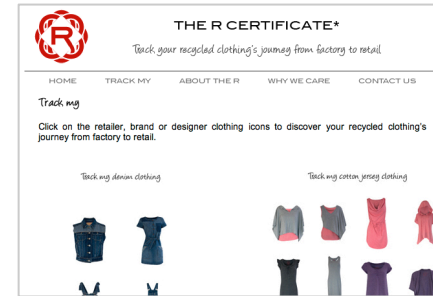 R
THE R CERTIFICATE*
Track your recycled clothing's journey from factory to retail
HOME TRACK MY ABOUT THE R WHY WE CARE CONTACT US
Track my
Click on the retailer, brand or designer clothing icons to discover your recycled clothing's
journey from factory to retail.
Track my denim clothing
Track my cotton jersey clothing